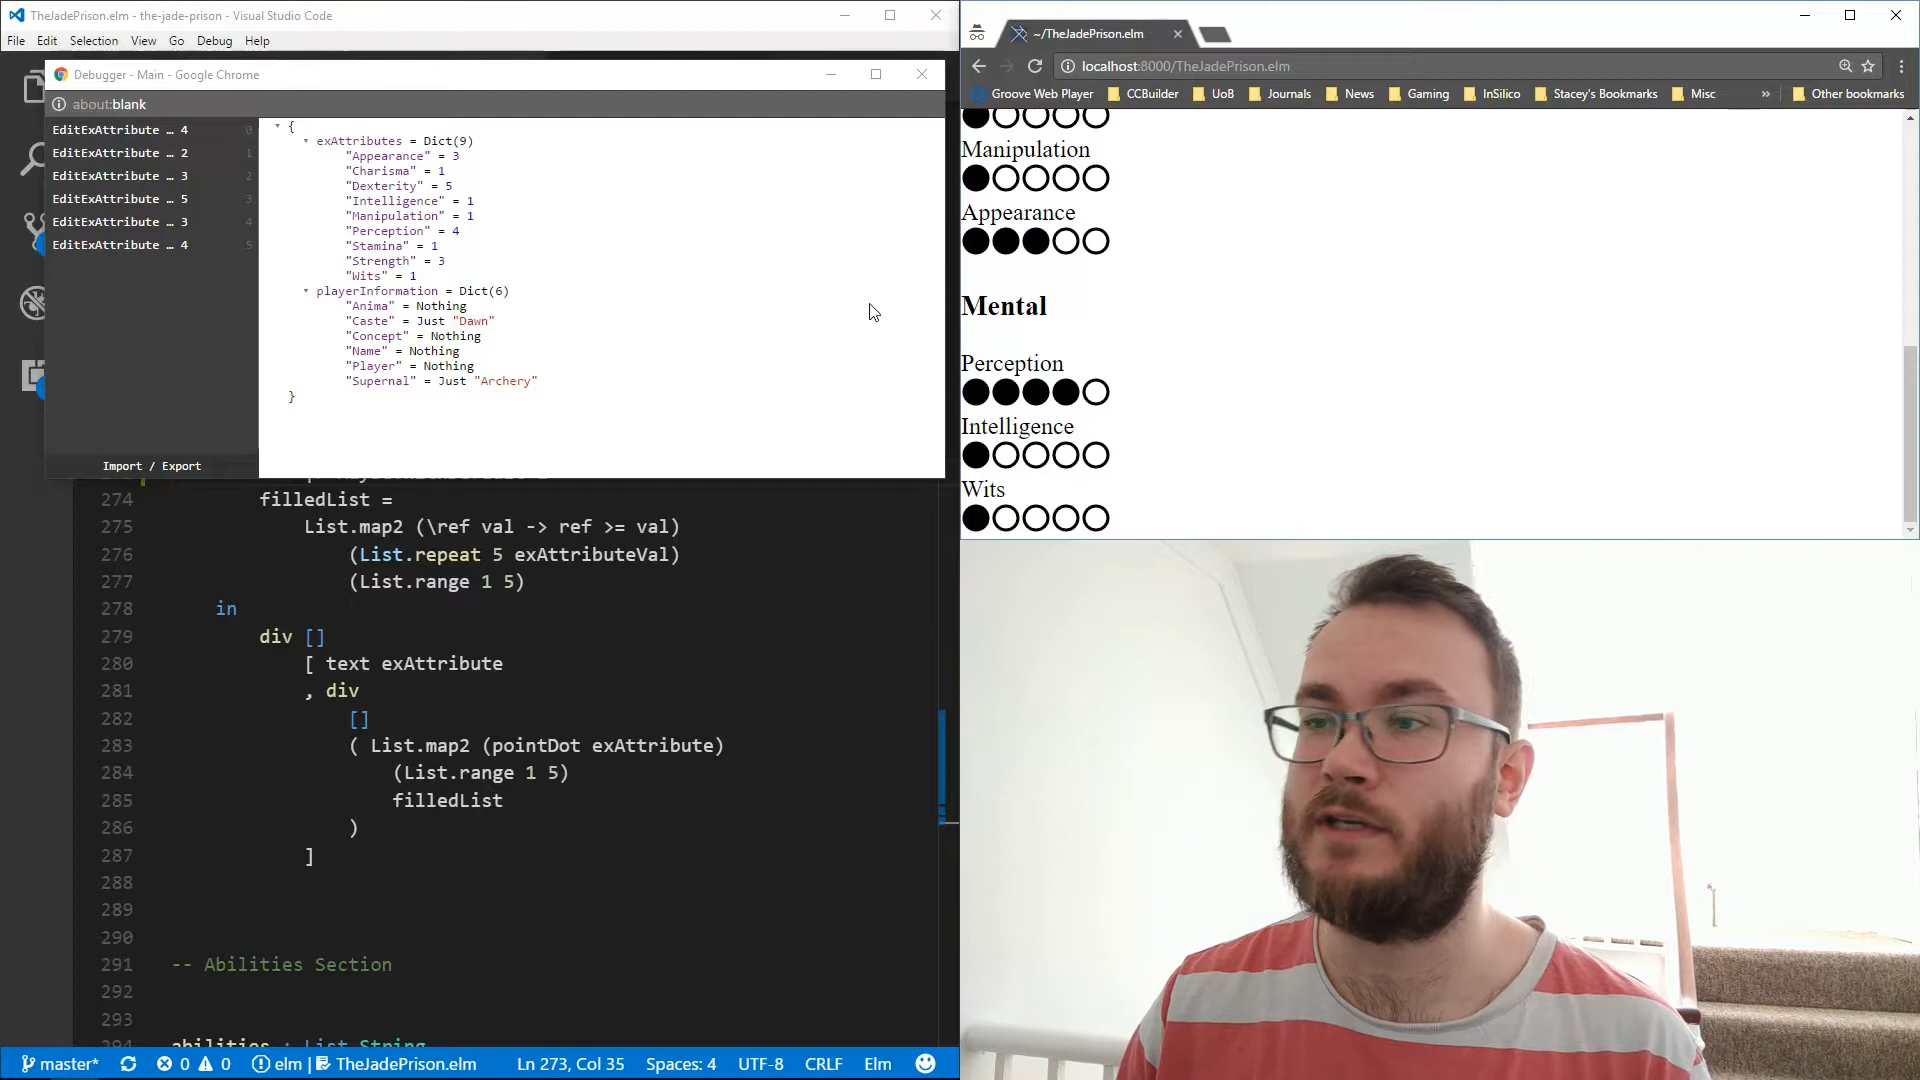 TheJadePrison.elm - the-jade-prison - Visual Studio Code
File Edit Selection View Go Debug Help
Debugger - Main - Google Chrome
about:blank
EditExAttribute … 4 0
EditExAttribute … 2 1
EditExAttribute … 3 2
EditExAttribute … 5 3
EditExAttribute … 3 4
EditExAttribute … 4 5
Import / Export
{
exAttributes = Dict(9)
"Appearance" = 3
"Charisma" = 1
"Dexterity" = 5
"Intelligence" = 1
"Manipulation" = 1
"Perception" = 4
"Stamina" = 1
"Strength" = 3
"Wits" = 1
playerInformation = Dict(6)
"Anima" = Nothing
"Caste" = Just "Dawn"
"Concept" = Nothing
"Name" = Nothing
"Player" = Nothing
"Supernal" = Just "Archery"
}
274 filledList =
275 List.map2 (\ref val -> ref >= val)
276 (List.repeat 5 exAttributeVal)
277 (List.range 1 5)
278 in
279 div []
280 [ text exAttribute
281 , div
282 []
283 ( List.map2 (pointDot exAttribute)
284 (List.range 1 5)
285 filledList
286 )
287 ]
288
289
290
291 -- Abilities Section
292
293
294 abilities : List String
master* 0 0 elm | TheJadePrison.elm Ln 273, Col 35 Spaces: 4 UTF-8 CRLF Elm
~/TheJadePrison.elm
localhost:8000/TheJadePrison.elm
Groove Web Player CCBuilder UoB Journals News Gaming InSilico Stacey's Bookmarks Misc » Other bookmarks
Manipulation
Appearance
Mental
Perception
Intelligence
Wits